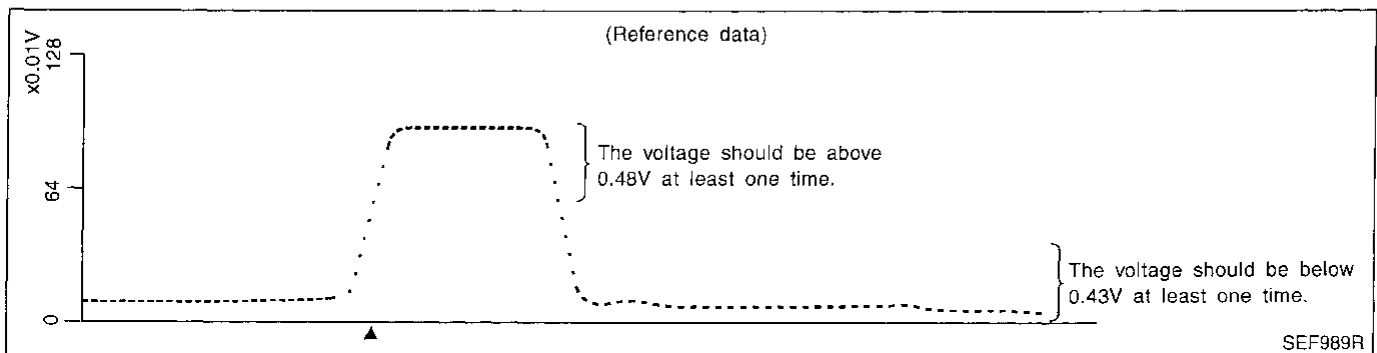 (Reference data)
x0.01V
128
64
0
The voltage should be above
0.48V at least one time.
The voltage should be below
0.43V at least one time.
SEF989R